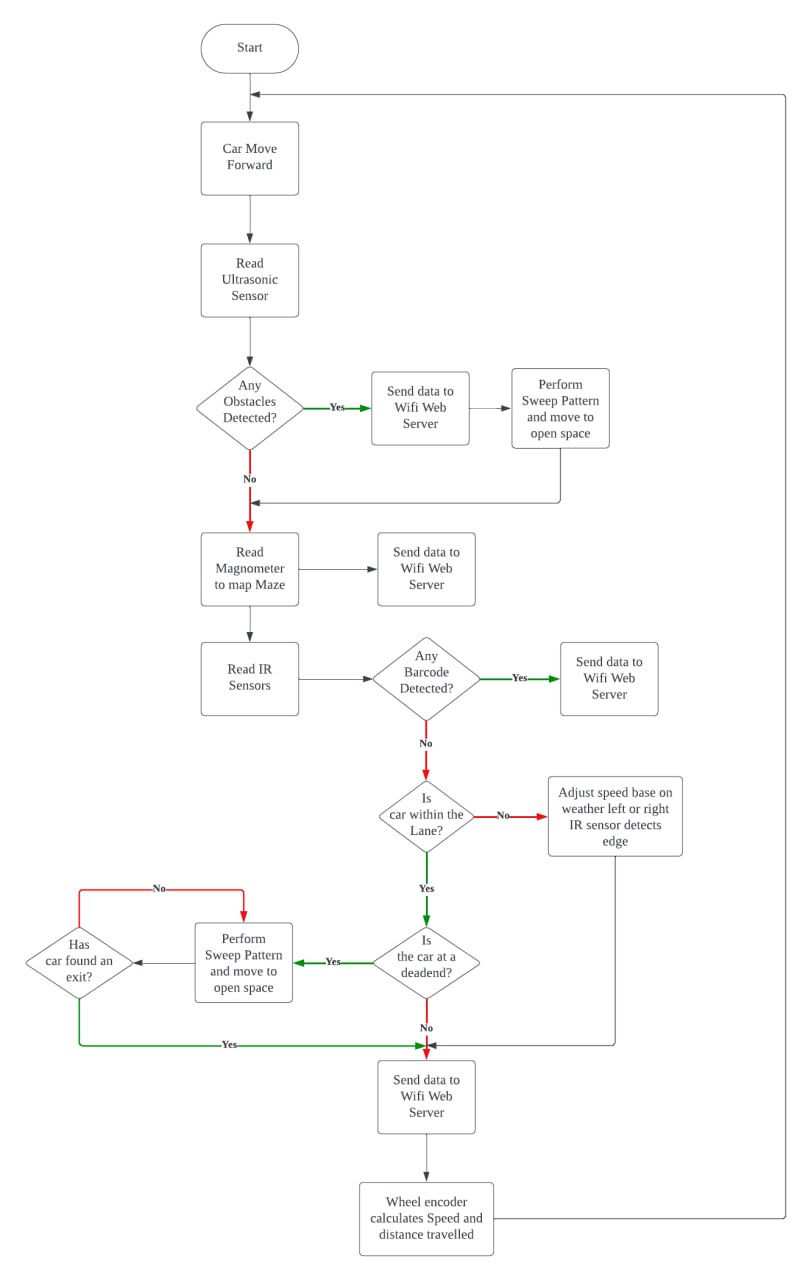 Start
Car Move
Forward
Read
Ultrasonic
Sensor
Any
Obstacles
Detected?
Yes
Send data to
Wifi Web
Server
Perform
Sweep Pattern
and move to
open space
No
Read
Magnometer
to map Maze
Send data to
Wifi Web
Server
Read IR
Sensors
Any
Barcode
Detected?
Yes
Send data to
Wifi Web
Server
No
Is
car within the
Lane?
No
Adjust speed base on
weather left or right
IR sensor detects
edge
Yes
Is
the car at a
deadend?
Yes
Perform
Sweep Pattern
and move to
open space
Has
car found an
exit?
No
Yes
No
Send data to
Wifi Web
Server
Wheel encoder
calculates Speed and
distance travelled